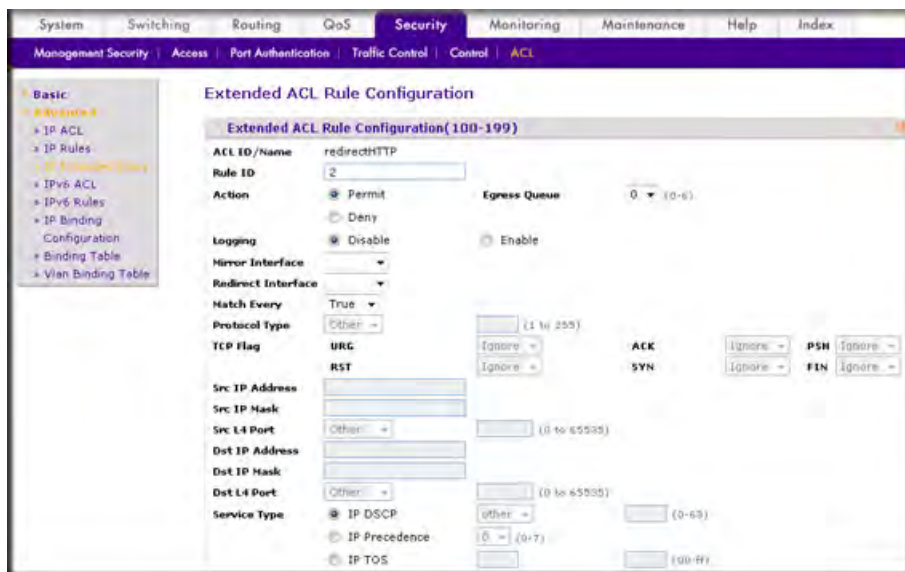 System Switching Routing QoS Security Monitoring Maintenance Help Index
Management Security Access Port Authentication Traffic Control Control ACL
Basic
Advanced
IP ACL
IP Rules
IPv6 ACL
IPv6 Rules
IP Binding
Configuration
Binding Table
Vlan Binding Table
Extended ACL Rule Configuration
Extended ACL Rule Configuration(100-199)
ACL ID/Name redirectHTTP
Rule ID 2
Action Permit Egress Queue 0 (0-6)
Deny
Logging Disable Enable
Mirror Interface
Redirect Interface
Match Every True
Protocol Type Other (1 to 255)
TCP Flag URG Ignore ACK Ignore PSH Ignore
RST Ignore SYN Ignore FIN Ignore
Src IP Address
Src IP Mask
Src L4 Port Other (0 to 65535)
Dst IP Address
Dst IP Mask
Dst L4 Port Other (0 to 65535)
Service Type IP DSCP other (0-63)
IP Precedence 0 (0-7)
IP TOS (00-ff)